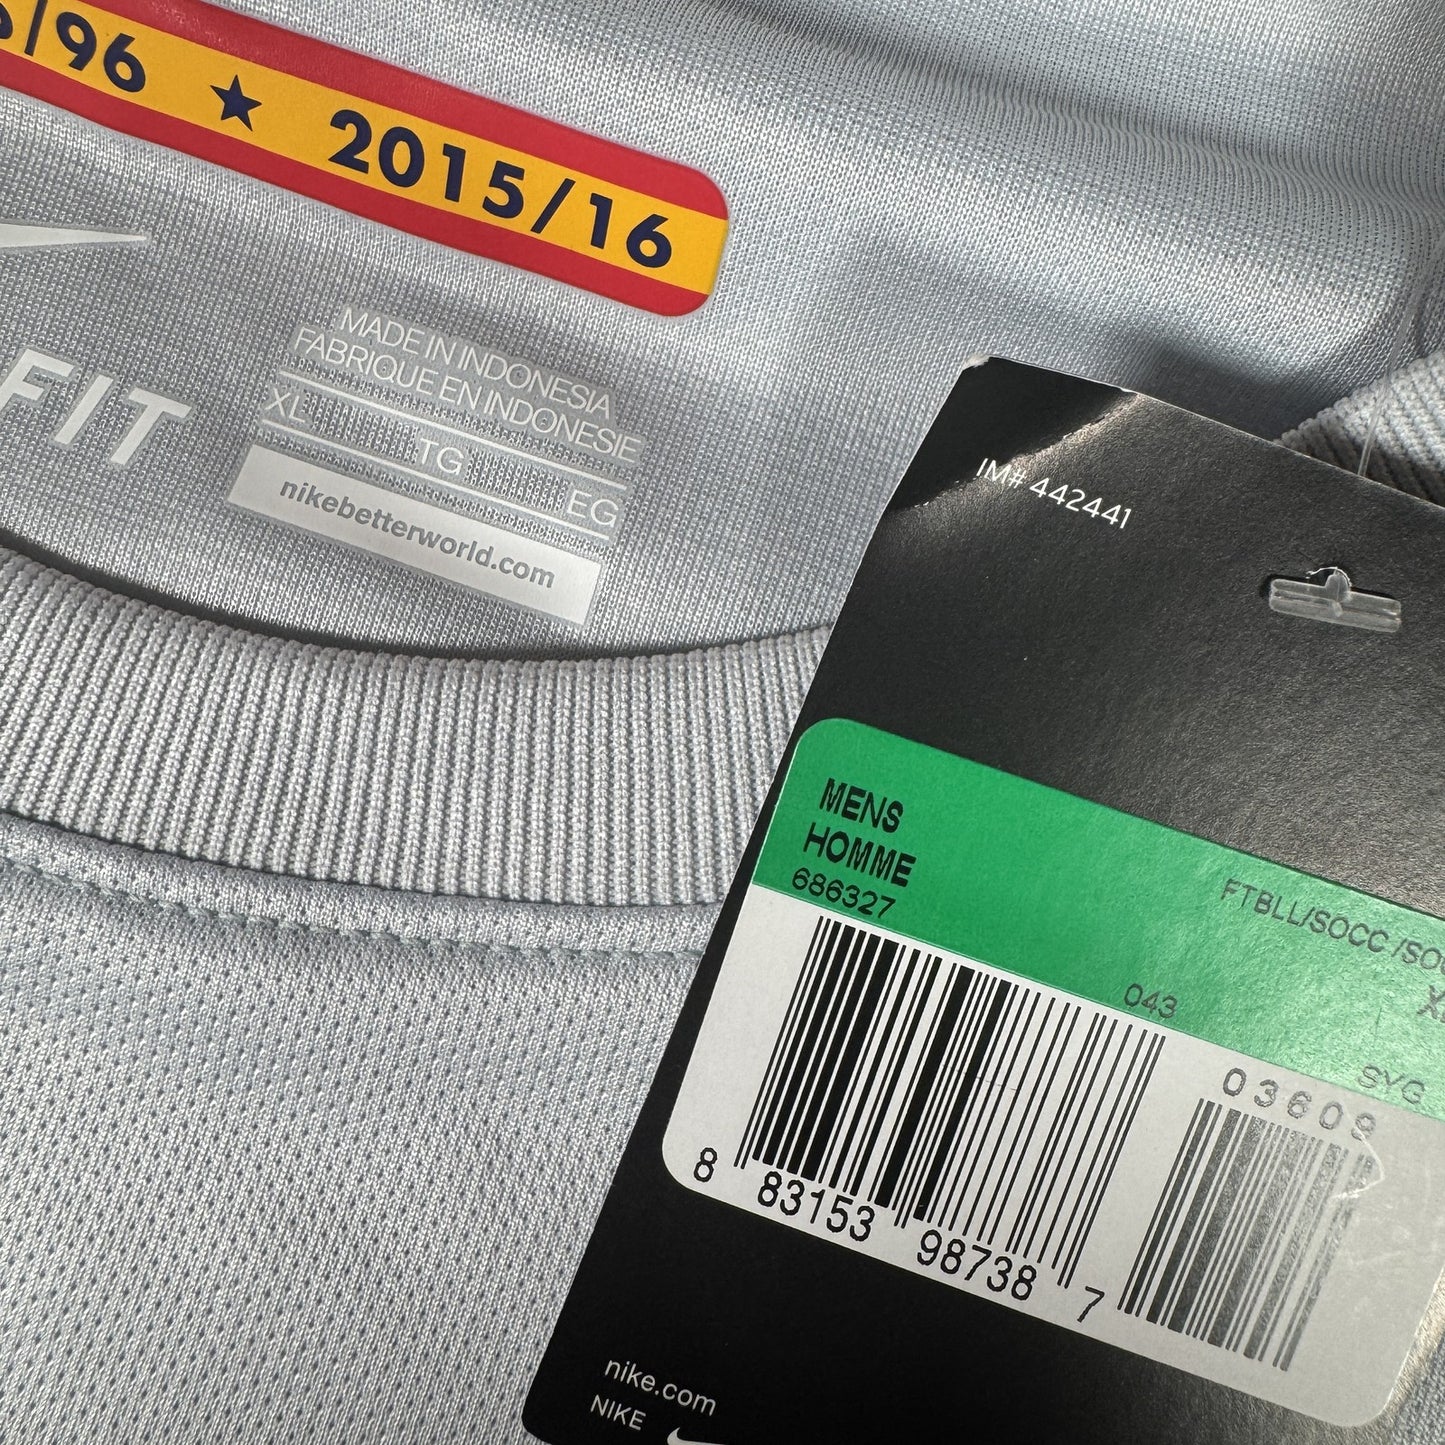 /96 ★ 2015/16
FIT
MADE IN INDONESIA
FABRIQUE EN INDONESIE
XL TG EG
nikebetterworld.com
IM# 442441
MENS
HOMME
686327
FTBLL/SOCC
043
SYG
03609
8 83153 98738 7
nike.com
NIKE